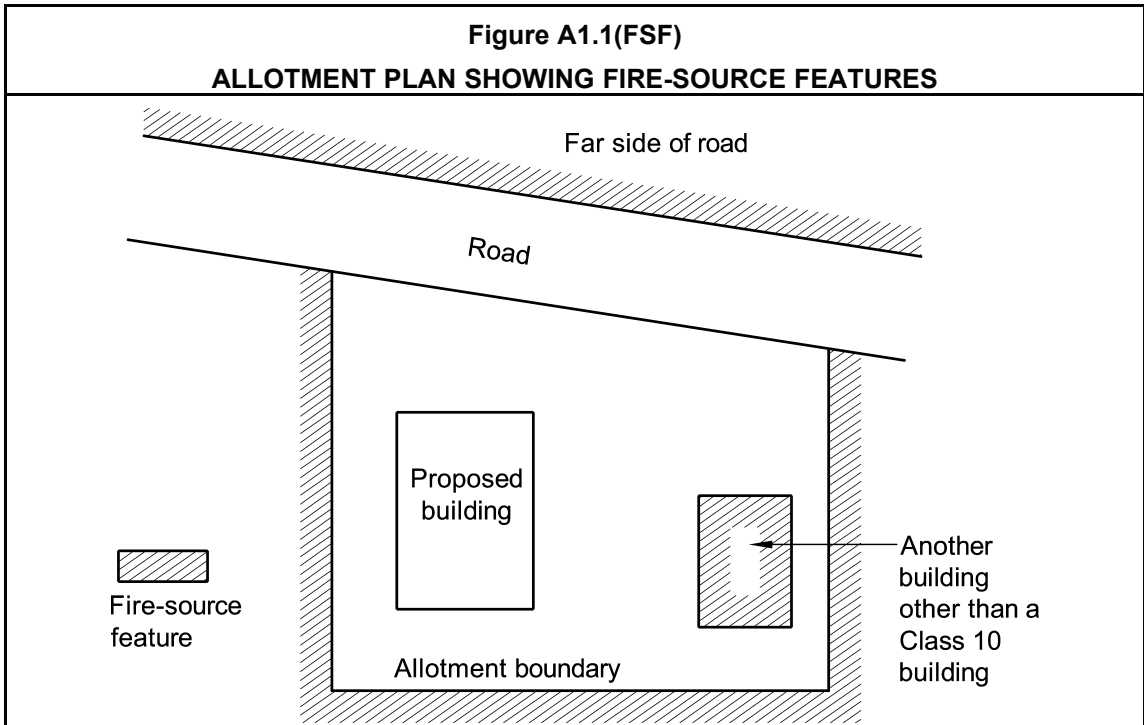 Figure A1.1(FSF)
ALLOTMENT PLAN SHOWING FIRE-SOURCE FEATURES
Far side of road
Road
Proposed
building
Another
building
other than a
Class 10
building
Fire-source
feature
Allotment boundary